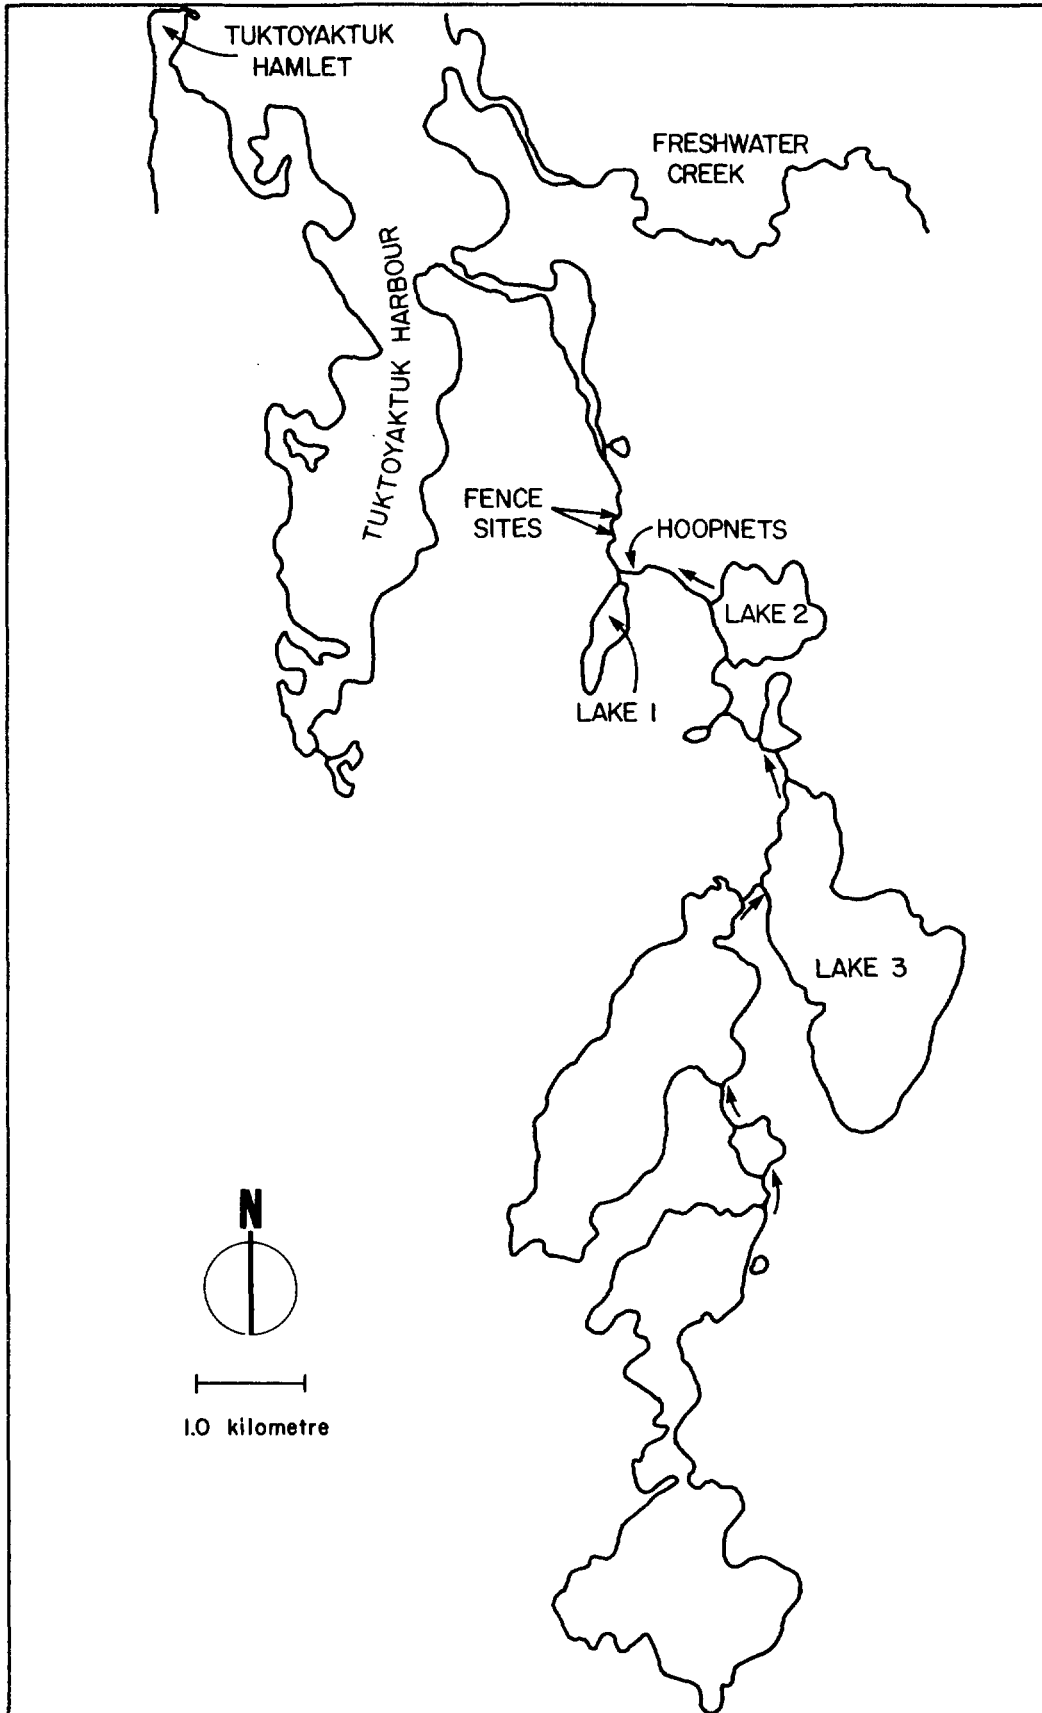 TUKTOYAKTUK
HAMLET
FRESHWATER
CREEK
TUKTOYAKTUK HARBOUR
FENCE
SITES
HOOPNETS
LAKE 2
LAKE 1
LAKE 3
N
1.0 kilometre